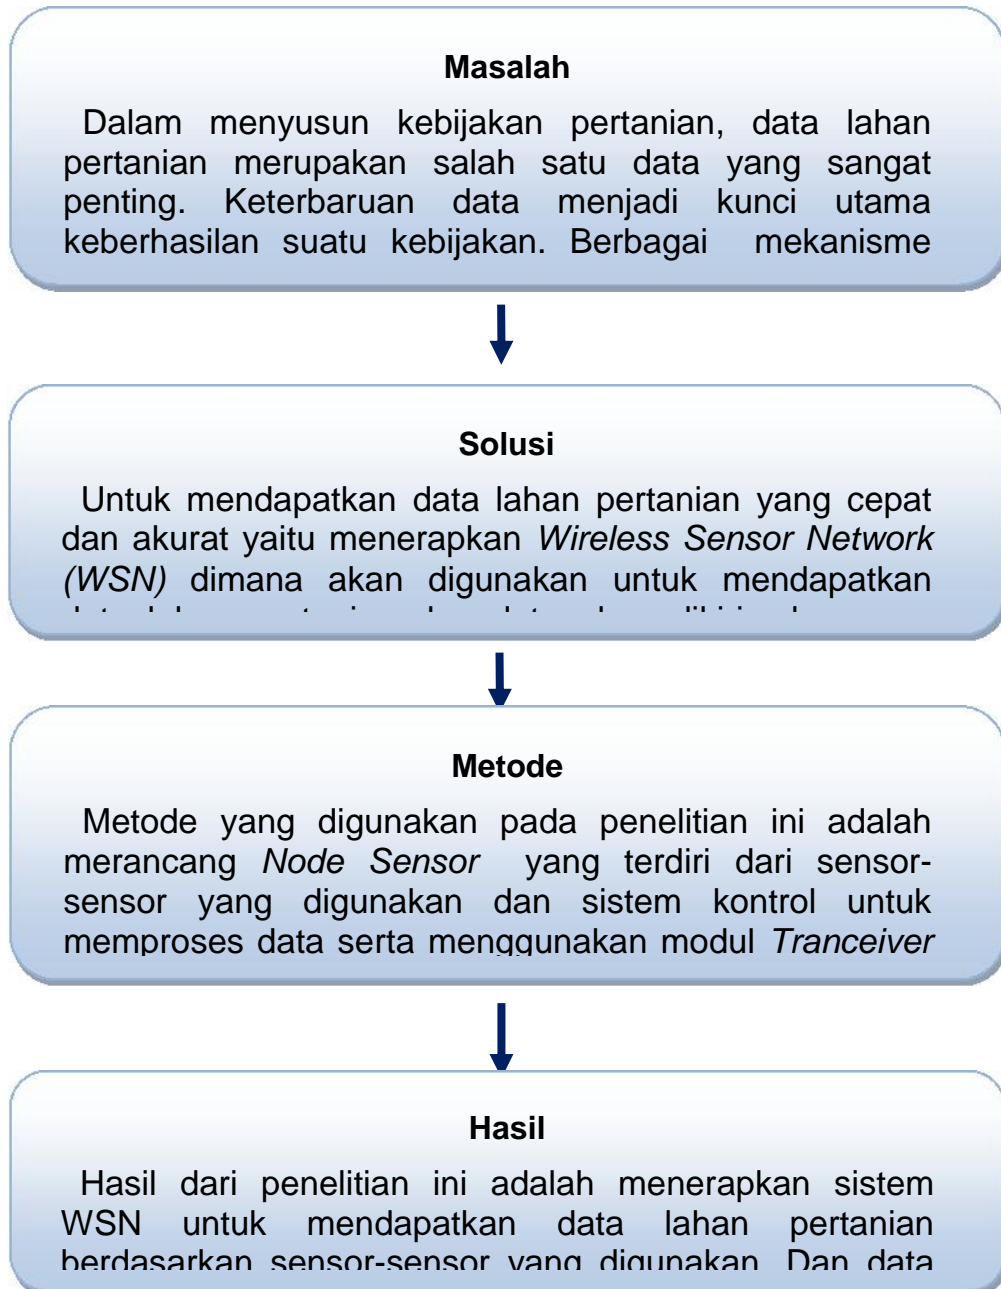 Masalah
Dalam menyusun kebijakan pertanian, data lahan
pertanian merupakan salah satu data yang sangat
penting. Keterbaruan data menjadi kunci utama
keberhasilan suatu kebijakan. Berbagai mekanisme
Solusi
Untuk mendapatkan data lahan pertanian yang cepat
dan akurat yaitu menerapkan Wireless Sensor Network
(WSN) dimana akan digunakan untuk mendapatkan
Metode
Metode yang digunakan pada penelitian ini adalah
merancang Node Sensor yang terdiri dari sensor-
sensor yang digunakan dan sistem kontrol untuk
memproses data serta menggunakan modul Tranceiver
Hasil
Hasil dari penelitian ini adalah menerapkan sistem
WSN untuk mendapatkan data lahan pertanian
berdasarkan sensor-sensor yang digunakan. Dan data